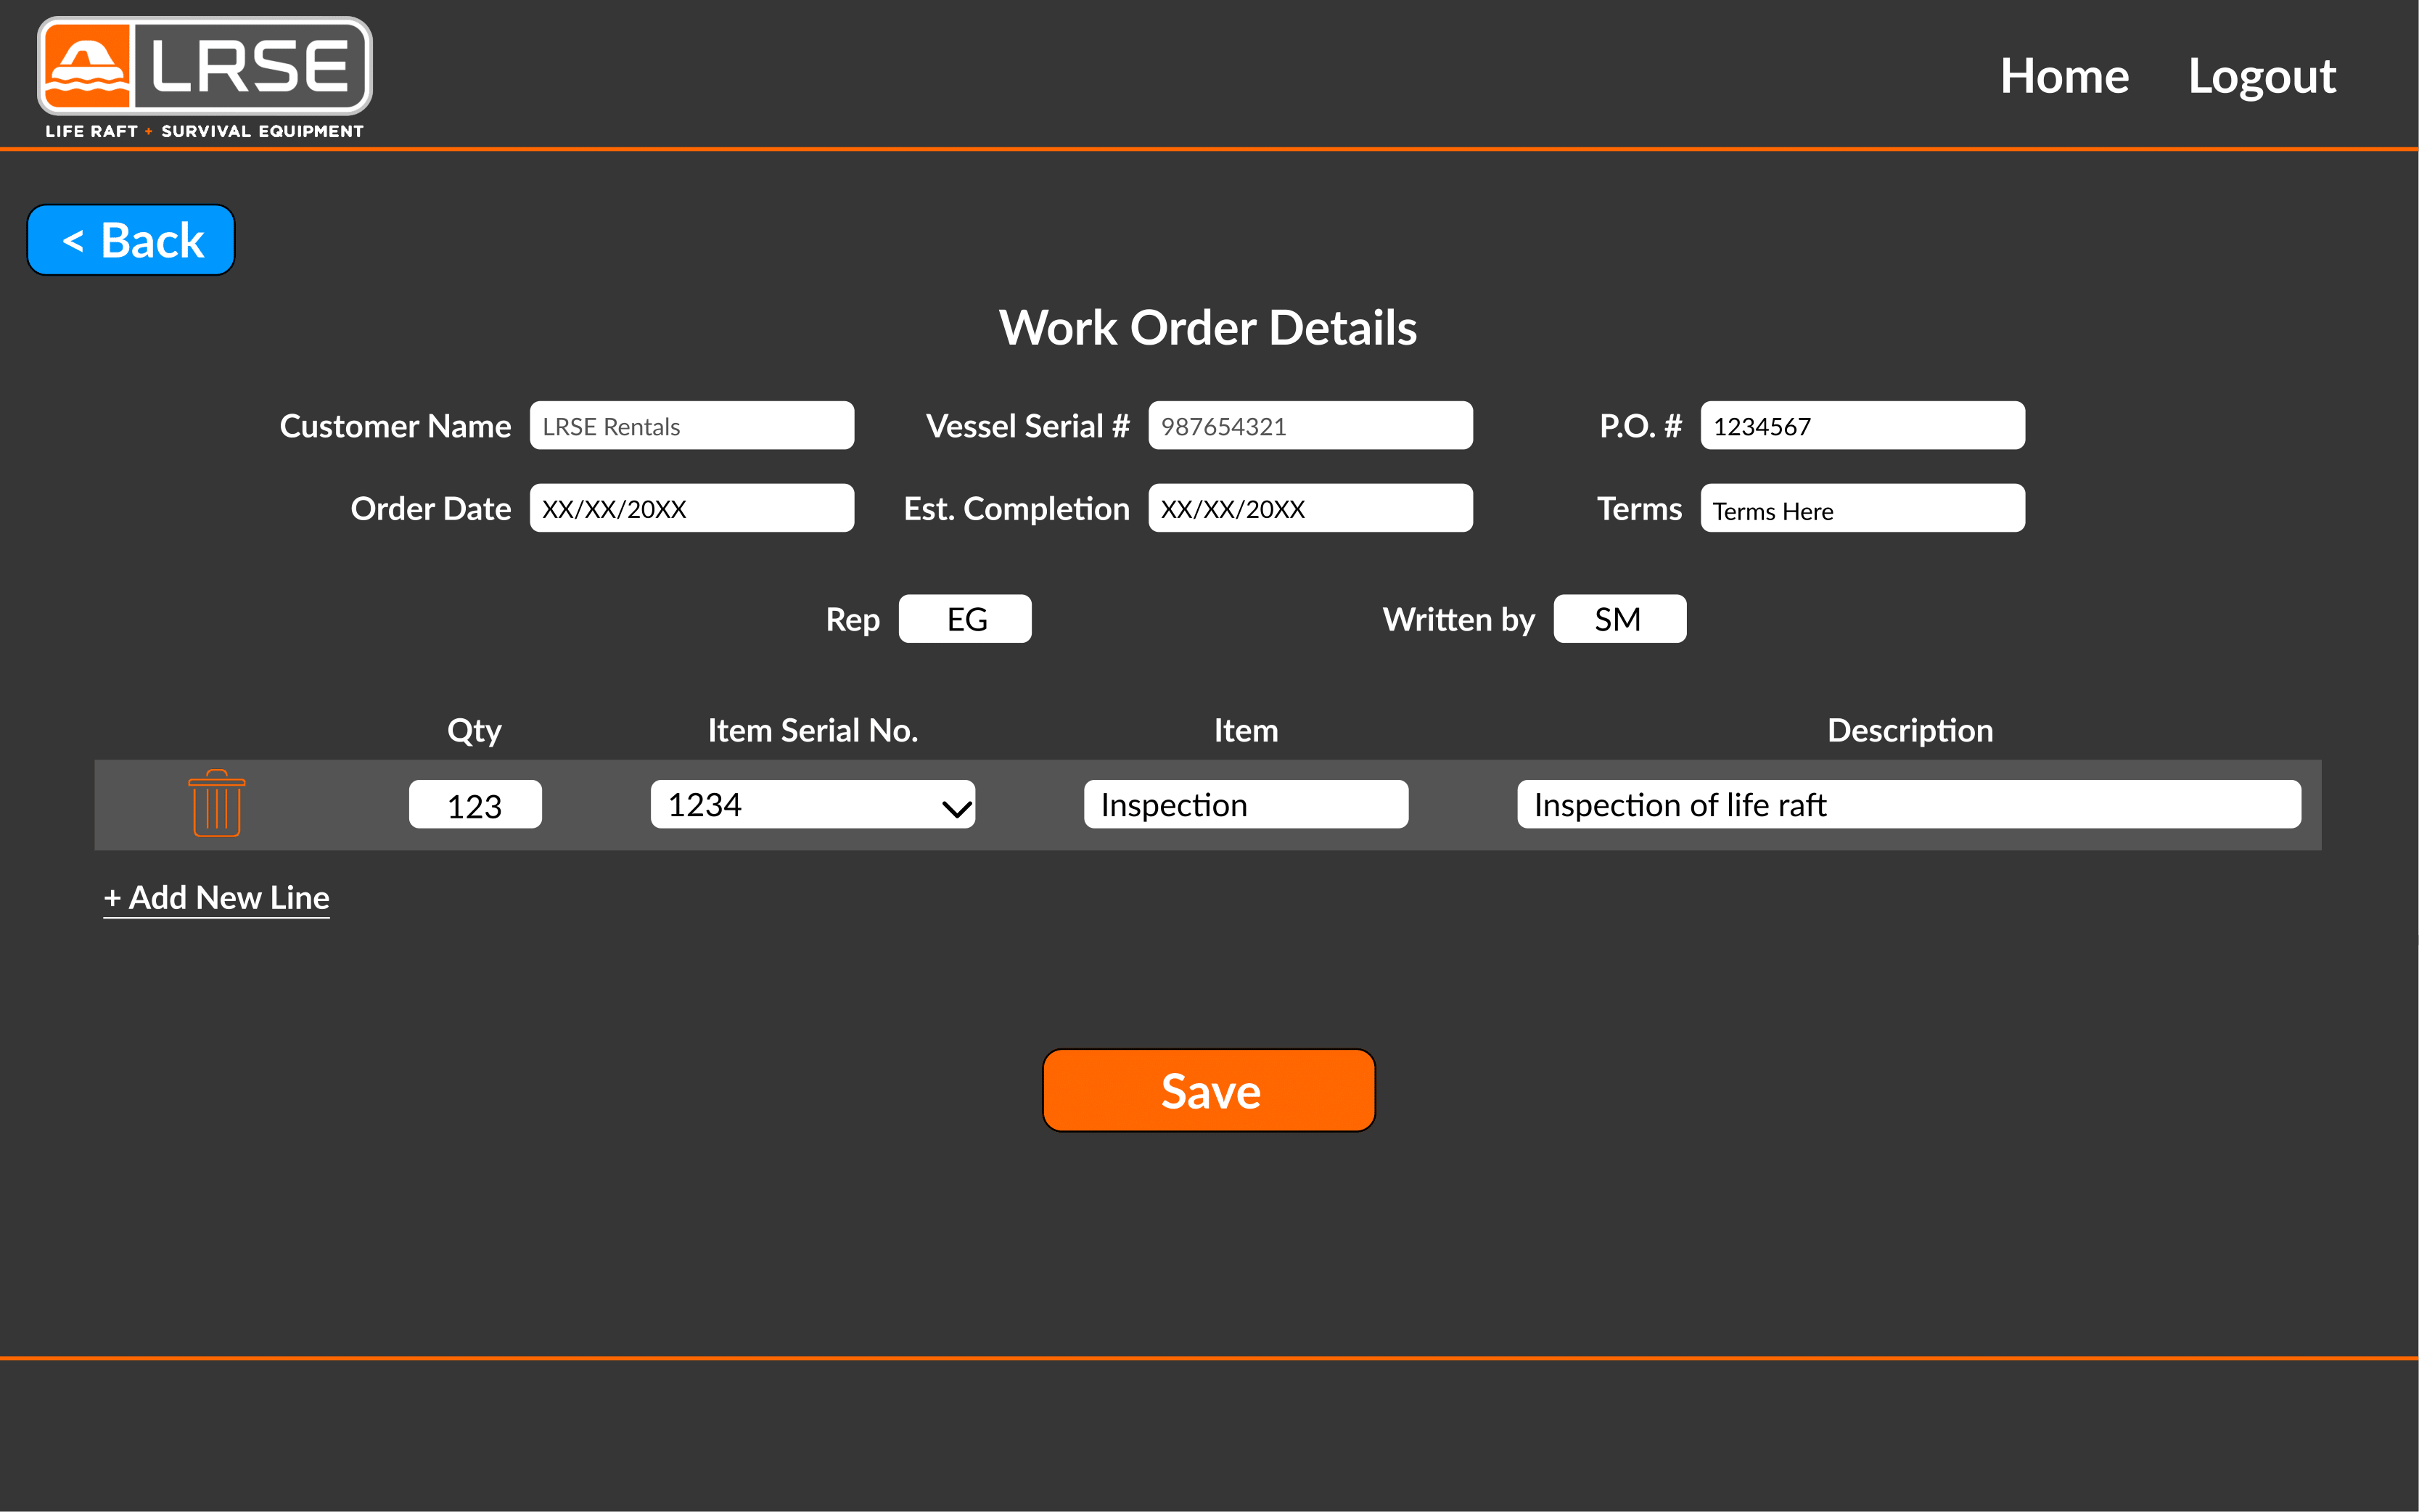 LRSE
LIFE RAFT + SURVIVAL EQUIPMENT
Home Logout
< Back
Work Order Details
Customer Name LRSE Rentals Vessel Serial # 987654321 P.O. # 1234567
Order Date XX/XX/20XX Est. Completion XX/XX/20XX Terms Terms Here
Rep EG Written by SM
Qty Item Serial No. Item Description
123 1234 Inspection Inspection of life raft
+ Add New Line
Save